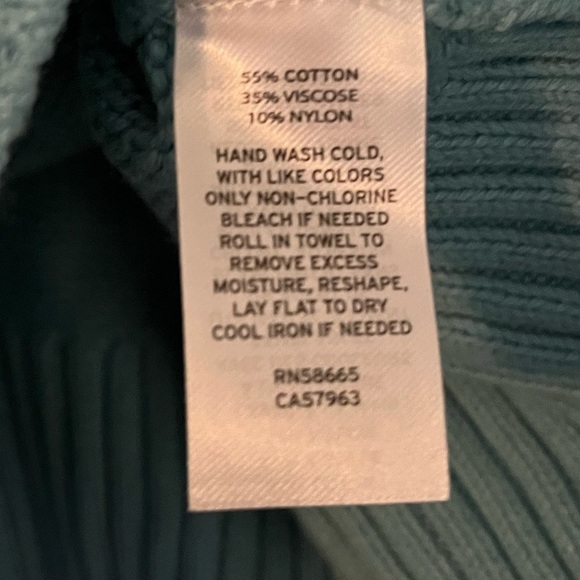 55% COTTON
35% VISCOSE
10% NYLON
HAND WASH COLD,
WITH LIKE COLORS
ONLY NON-CHLORINE
BLEACH IF NEEDED
ROLL IN TOWEL TO
REMOVE EXCESS
MOISTURE, RESHAPE,
LAY FLAT TO DRY
COOL IRON IF NEEDED
RN58665
CA57963